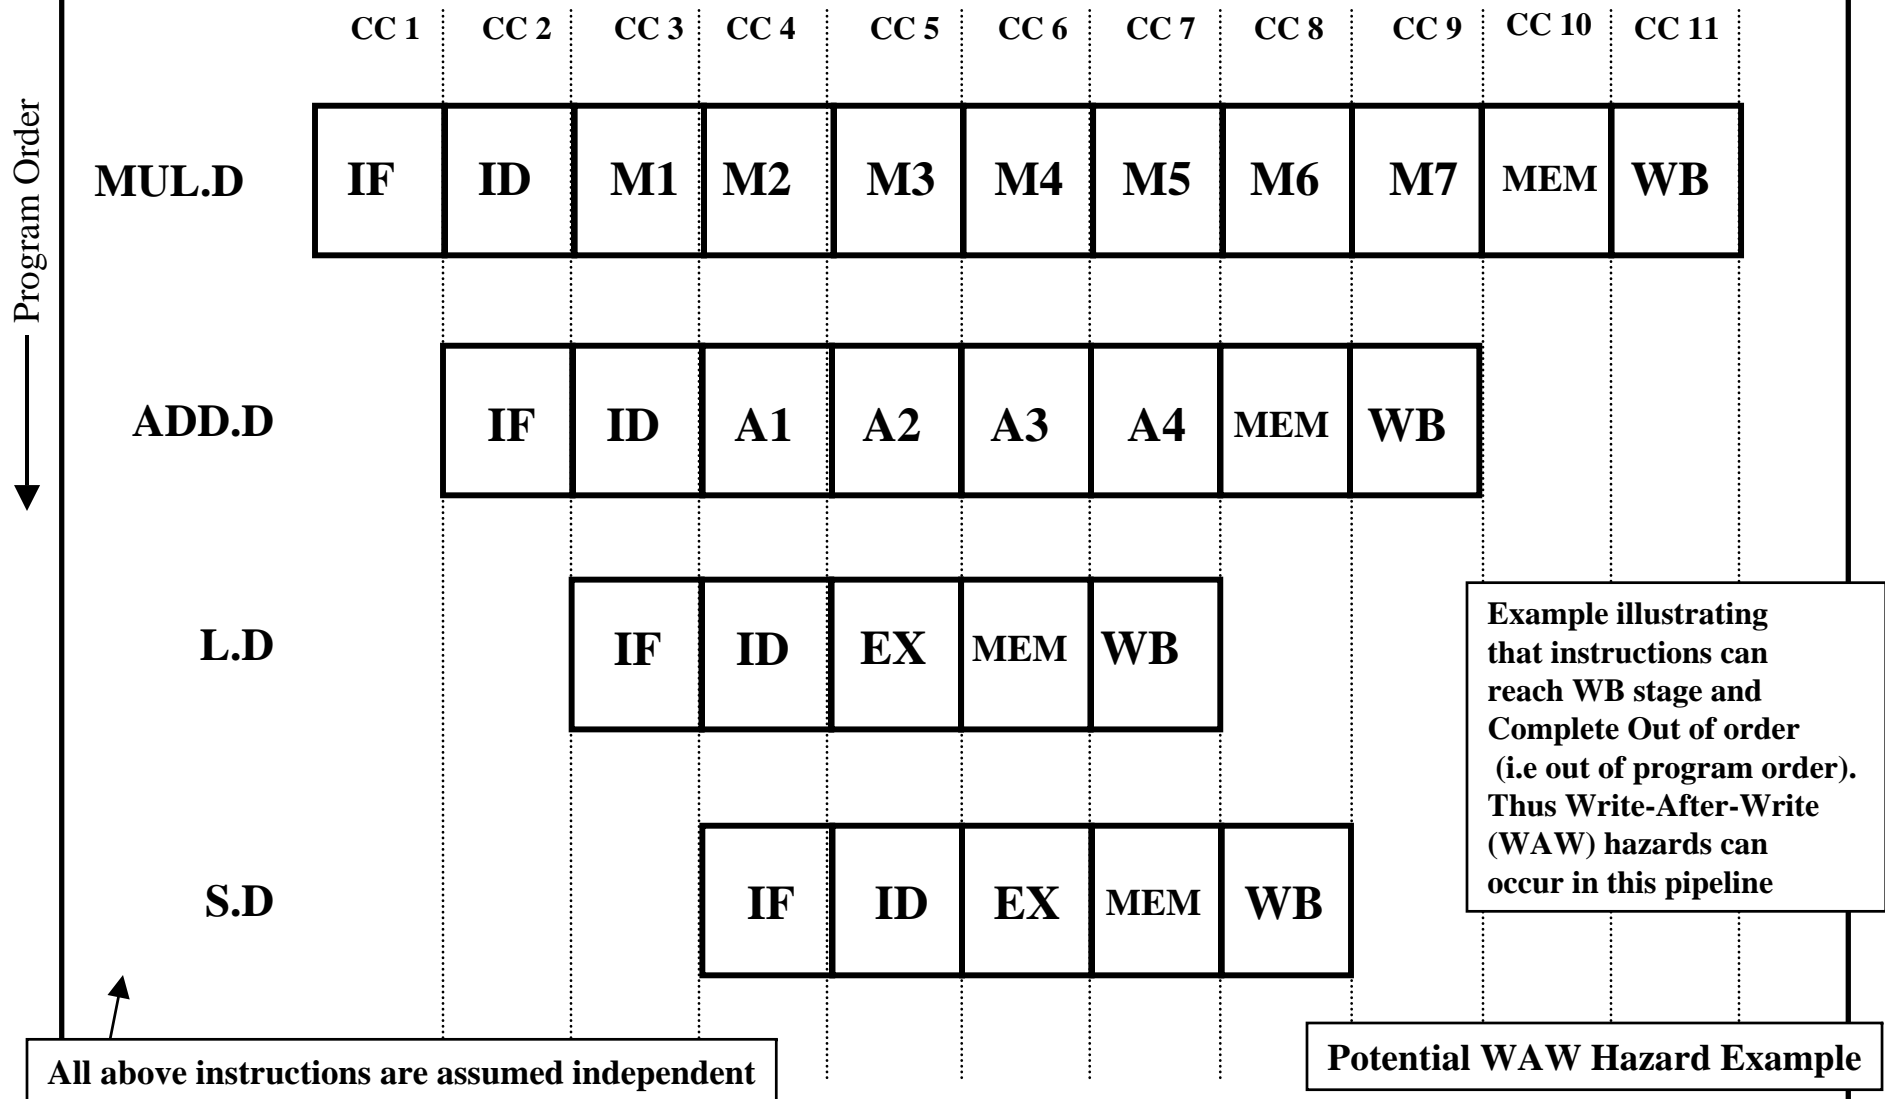 CC 1 CC 2 CC 3 CC 4 CC 5 CC 6 CC 7 CC 8 CC 9 CC 10 CC 11
Program Order
MUL.D IF ID M1 M2 M3 M4 M5 M6 M7 MEM WB
ADD.D IF ID A1 A2 A3 A4 MEM WB
L.D IF ID EX MEM WB
S.D IF ID EX MEM WB
Example illustrating
that instructions can
reach WB stage and
Complete Out of order
(i.e out of program order).
Thus Write-After-Write
(WAW) hazards can
occur in this pipeline
All above instructions are assumed independent
Potential WAW Hazard Example